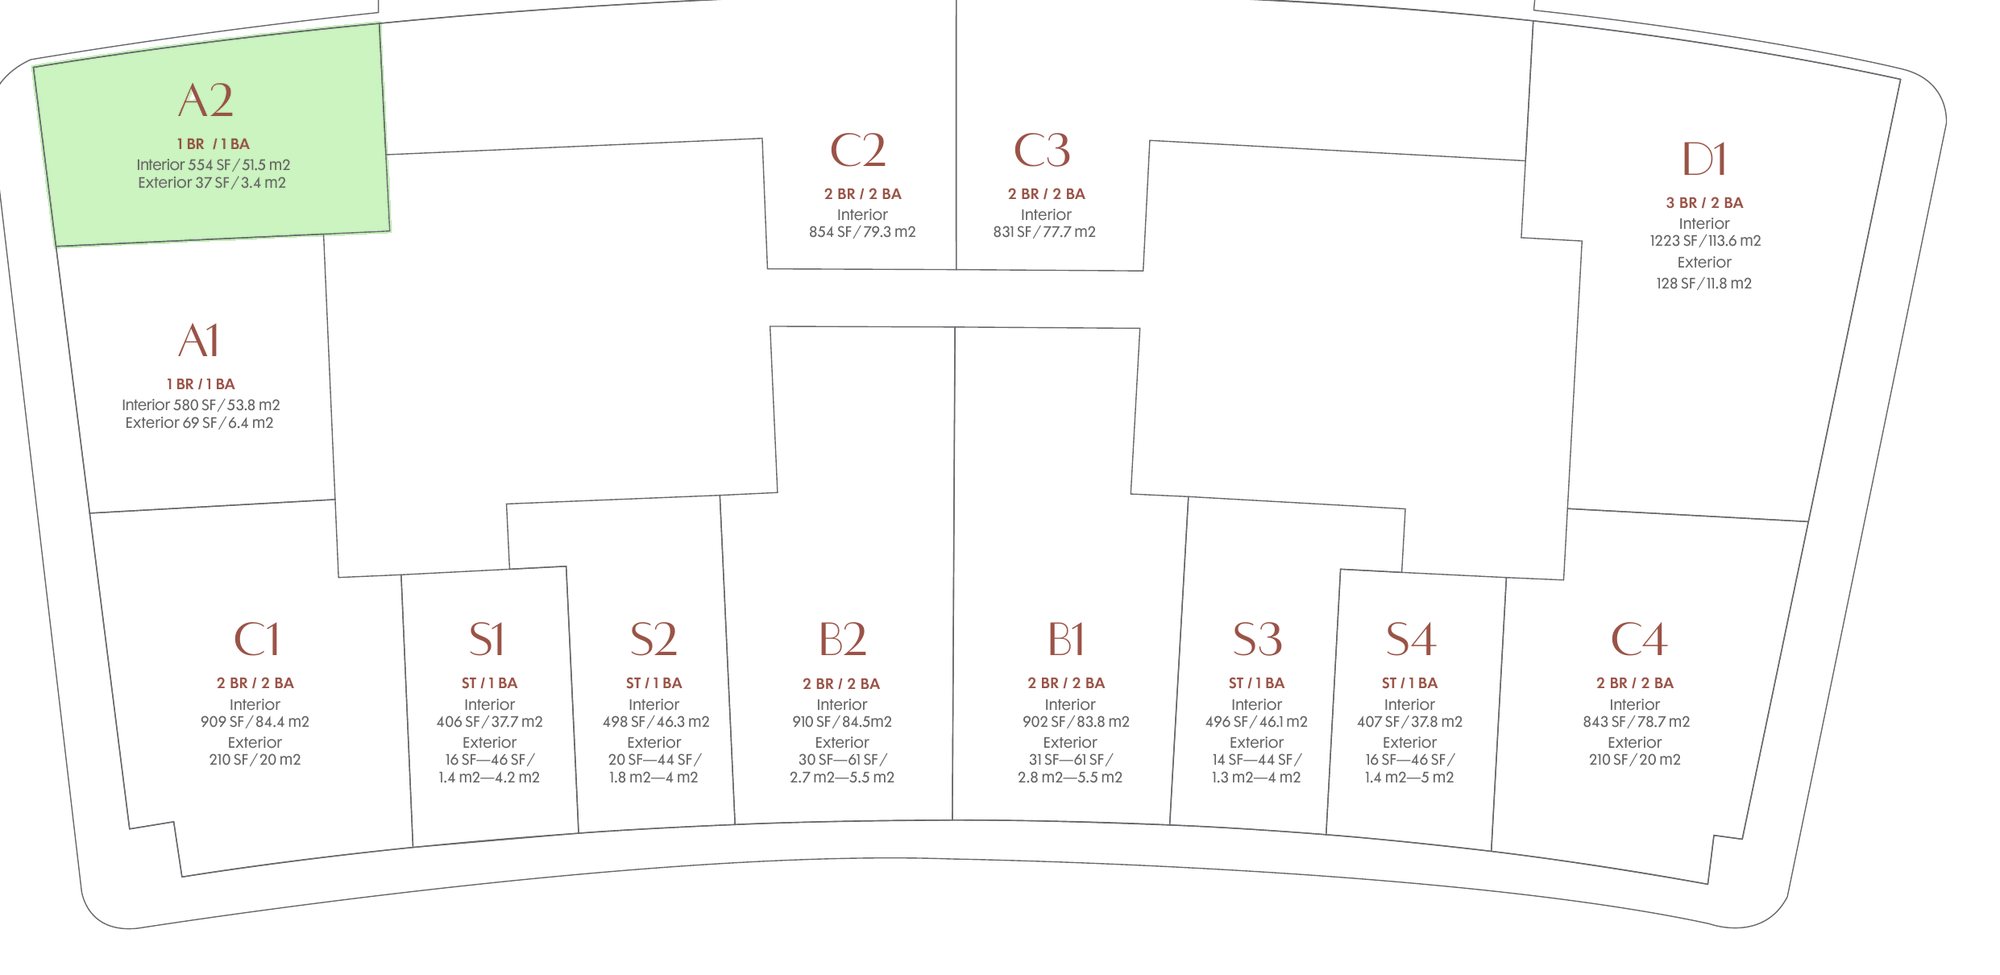 A2
1 BR / 1 BA
Interior 554 SF/51.5 m2
Exterior 37 SF/3.4 m2
C2
2 BR / 2 BA
Interior
854 SF/79.3 m2
C3
2 BR / 2 BA
Interior
831 SF/77.7 m2
D1
3 BR / 2 BA
Interior
1223 SF/113.6 m2
Exterior
128 SF/11.8 m2
A1
1 BR / 1 BA
Interior 580 SF/53.8 m2
Exterior 69 SF/6.4 m2
C1
2 BR / 2 BA
Interior
909 SF/84.4 m2
Exterior
210 SF/20 m2
S1
ST / 1 BA
Interior
406 SF/37.7 m2
Exterior
16 SF—46 SF/
1.4 m2—4.2 m2
S2
ST / 1 BA
Interior
498 SF/46.3 m2
Exterior
20 SF—44 SF/
1.8 m2—4 m2
B2
2 BR / 2 BA
Interior
910 SF/84.5m2
Exterior
30 SF—61 SF/
2.7 m2—5.5 m2
B1
2 BR / 2 BA
Interior
902 SF/83.8 m2
Exterior
31 SF—61 SF/
2.8 m2—5.5 m2
S3
ST / 1 BA
Interior
496 SF/46.1 m2
Exterior
14 SF—44 SF/
1.3 m2—4 m2
S4
ST / 1 BA
Interior
407 SF/37.8 m2
Exterior
16 SF—46 SF/
1.4 m2—5 m2
C4
2 BR / 2 BA
Interior
843 SF/78.7 m2
Exterior
210 SF/20 m2